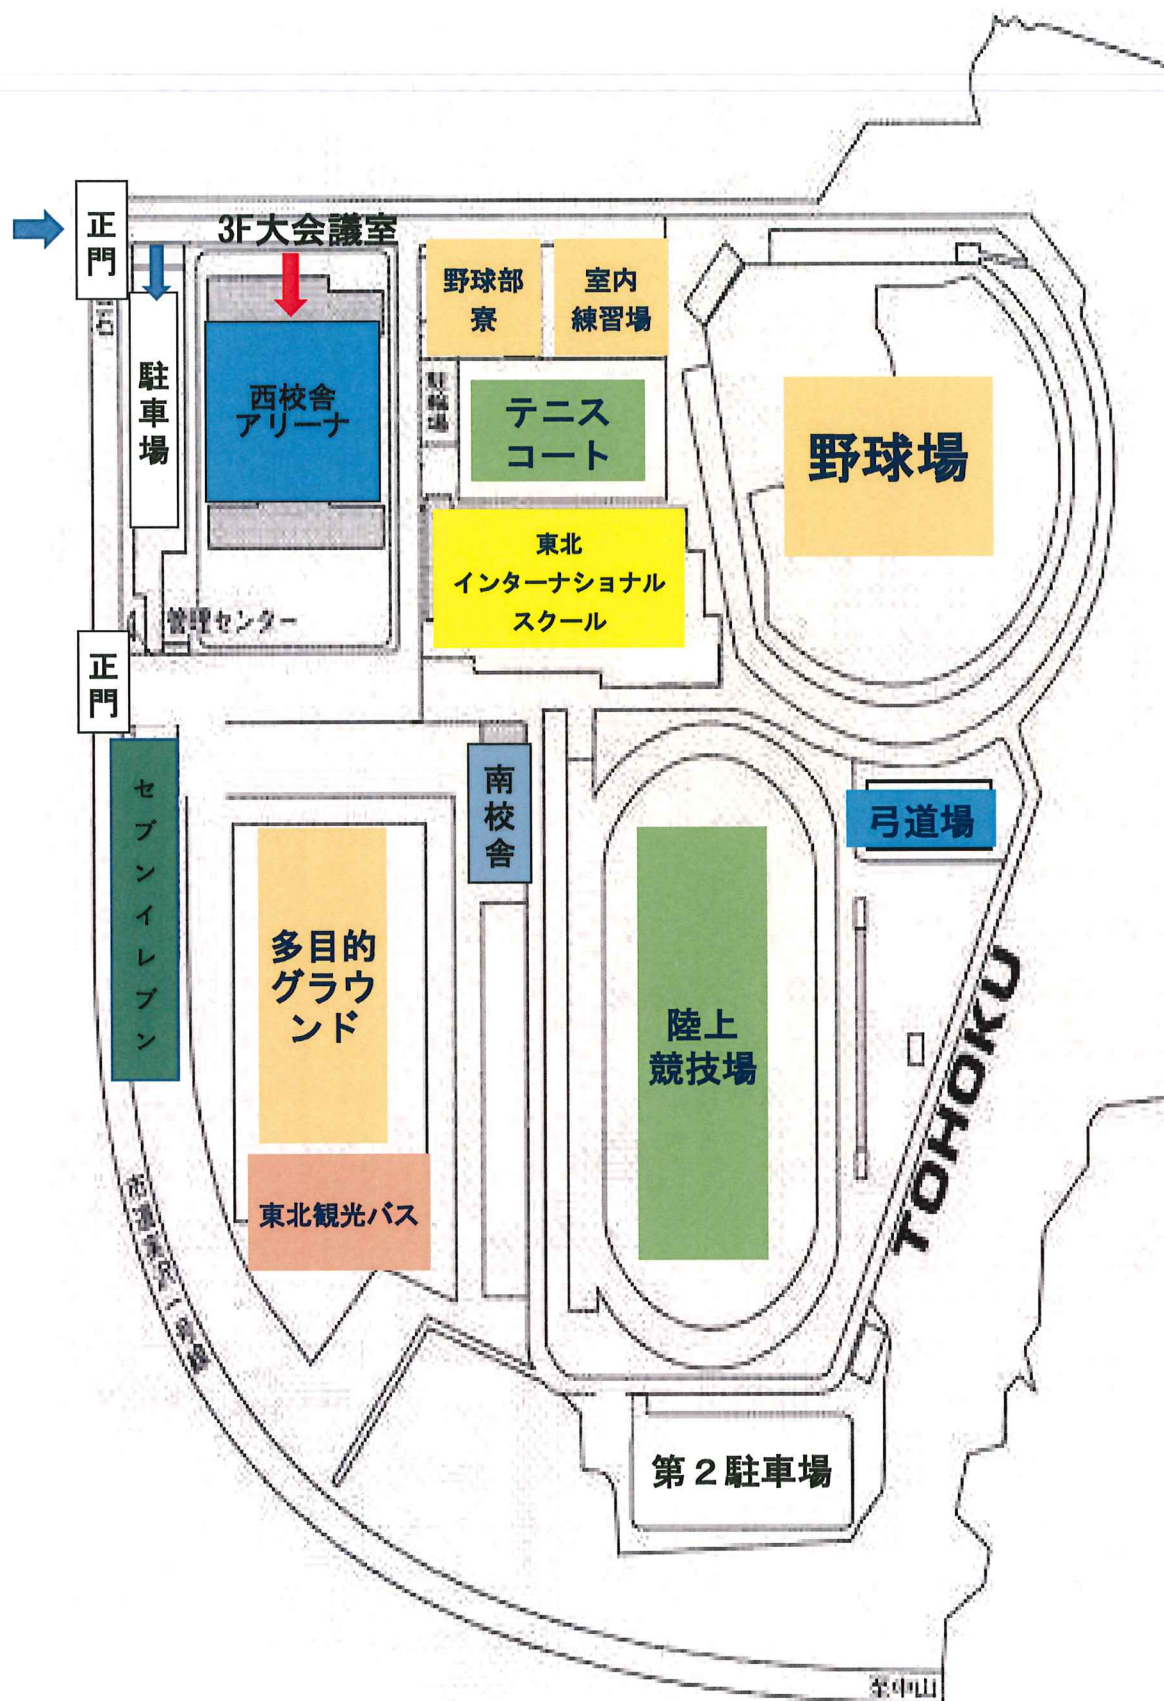 正門
3F大会議室
野球部
寮
室内
練習場
駐車場
西校舎
アリーナ
駐輪場
テニス
コート
野球場
東北
インターナショナル
スクール
管理センター
正門
セブンイレブン
南校舎
弓道場
多目的
グラウ
ンド
陸上
競技場
TOHOKU
東北観光バス
第2駐車場
至中山